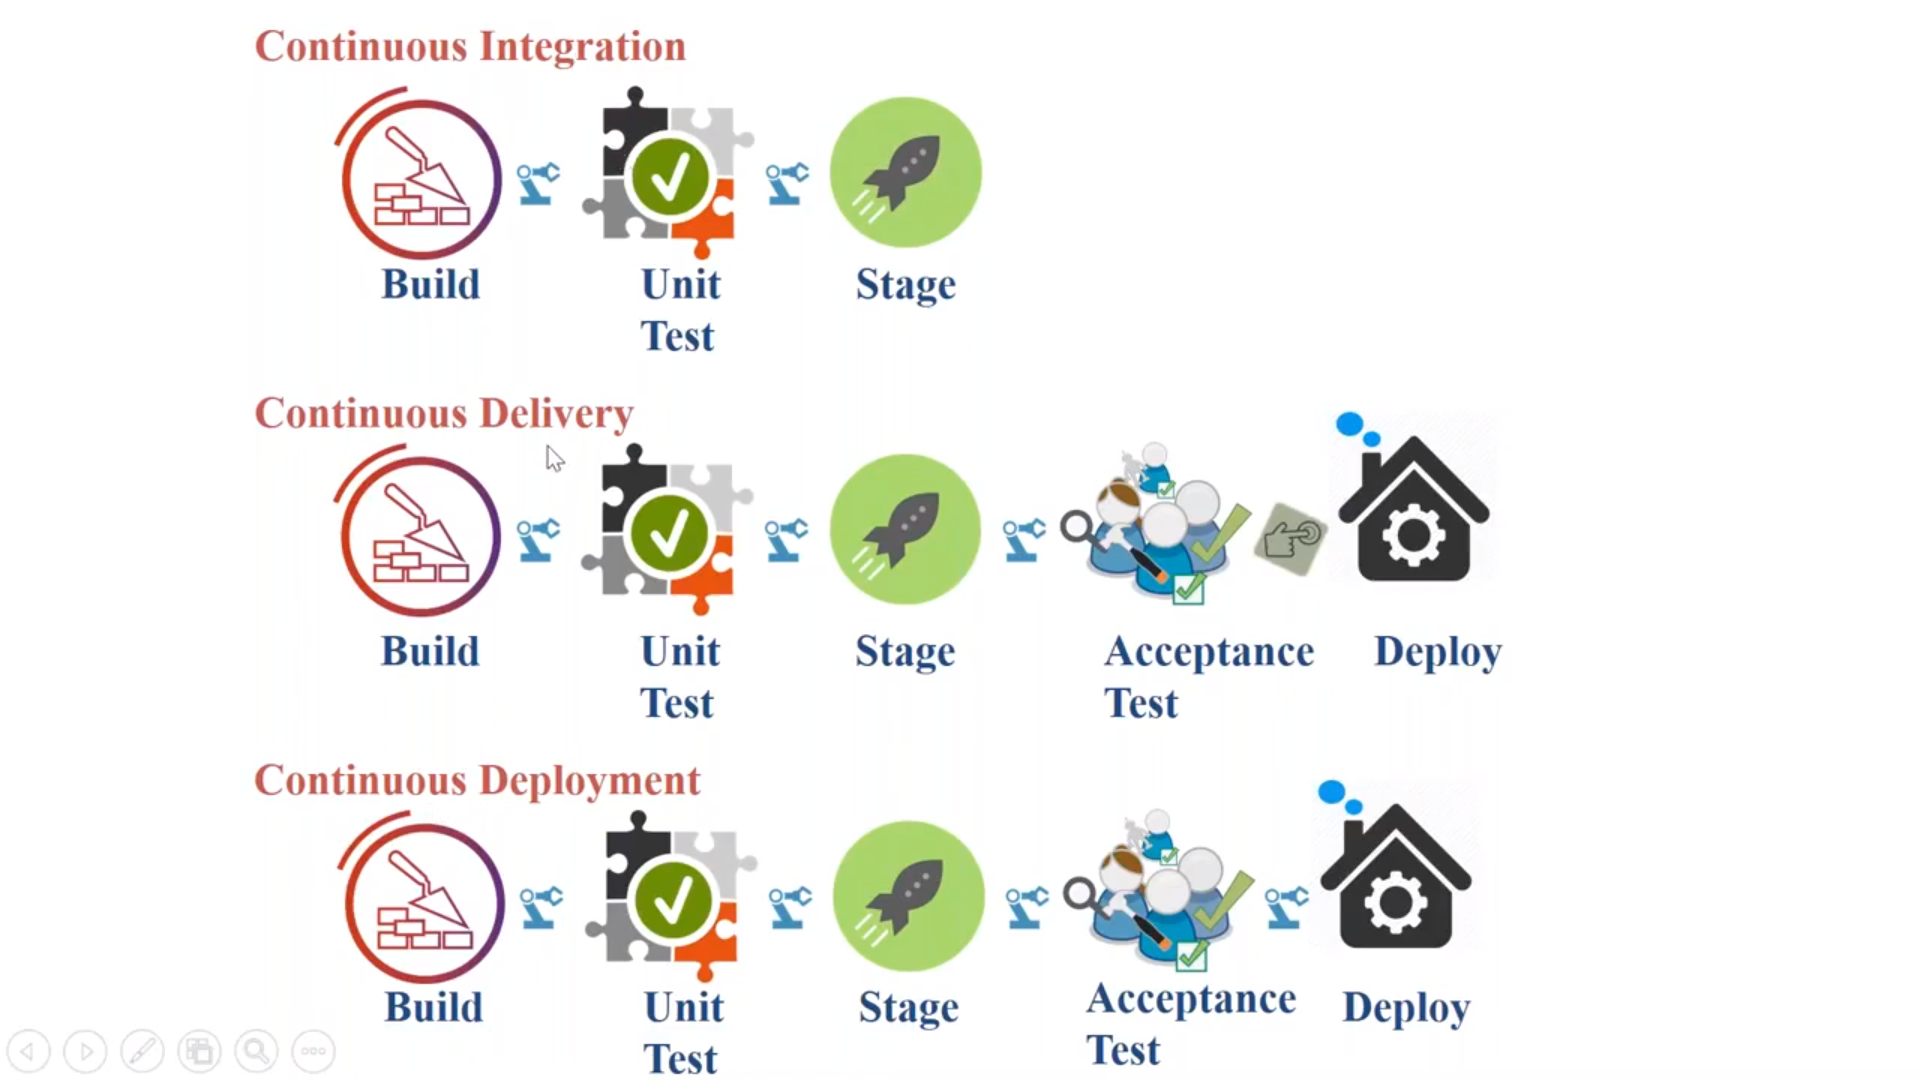 Continuous Integration
Build
Unit
Test
Stage
Continuous Delivery
Build
Unit
Test
Stage
Acceptance
Test
Deploy
Continuous Deployment
Build
Unit
Test
Stage
Acceptance
Test
Deploy